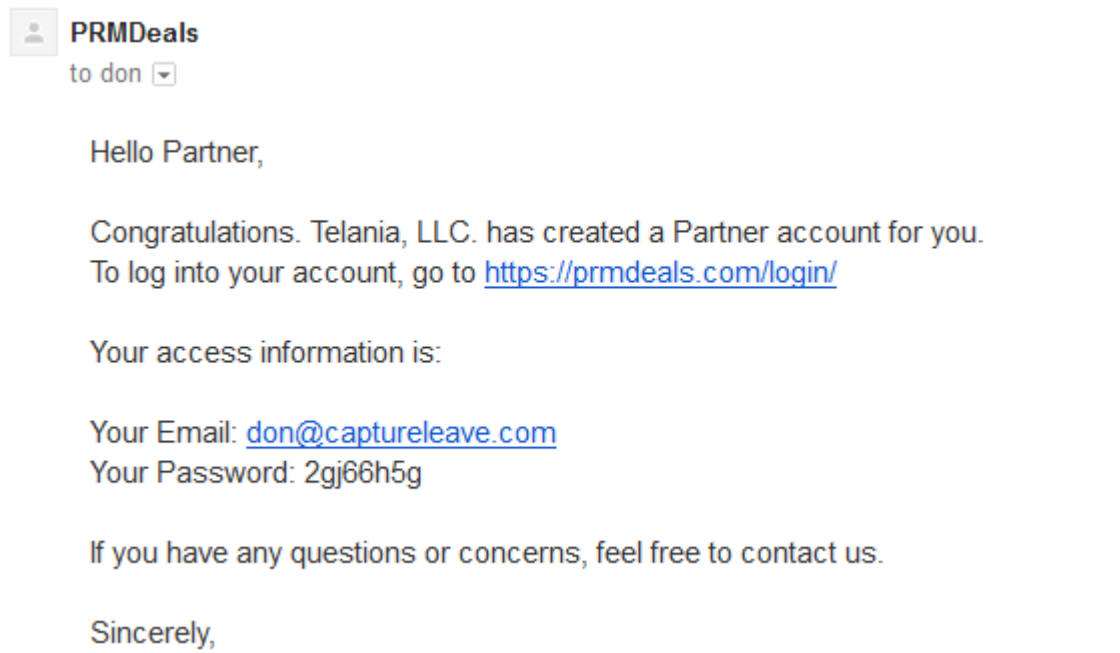 PRMDeals
to don
Hello Partner,
Congratulations. Telania, LLC. has created a Partner account for you.
To log into your account, go to https://prmdeals.com/login/
Your access information is:
Your Email: don@captureleave.com
Your Password: 2gj66h5g
If you have any questions or concerns, feel free to contact us.
Sincerely,